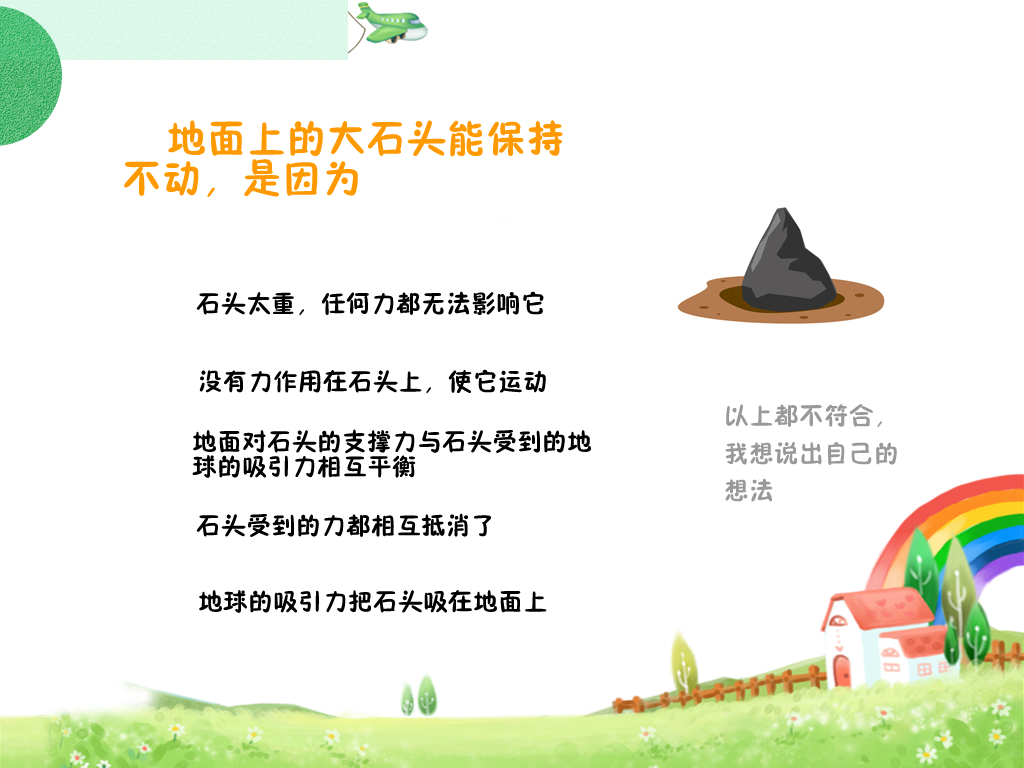 地面上的大石头能保持
不动，是因为
石头太重，任何力都无法影响它
没有力作用在石头上，使它运动
地面对石头的支撑力与石头受到的地
球的吸引力相互平衡
石头受到的力都相互抵消了
地球的吸引力把石头吸在地面上
以上都不符合，
我想说出自己的
想法